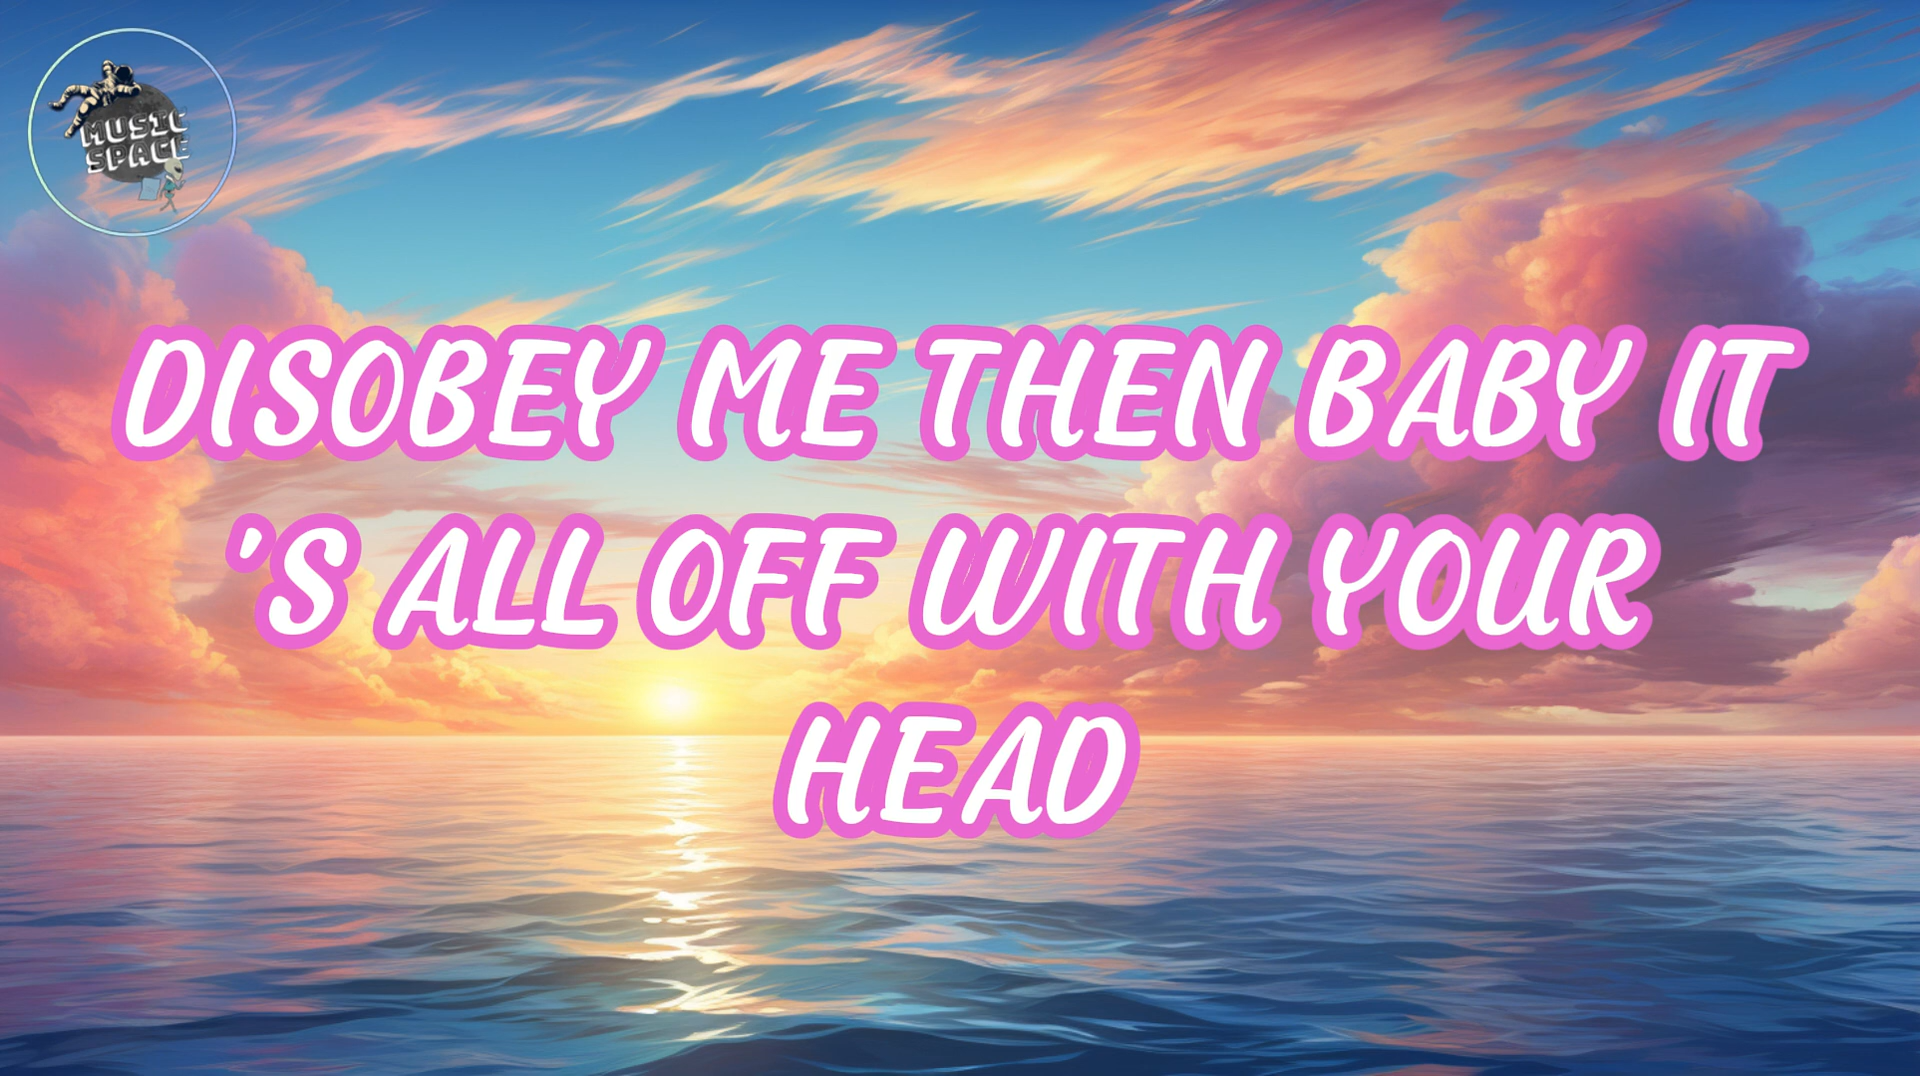 MUSIC
SPACE
DISOBEY ME THEN BABY IT
'S ALL OFF WITH YOUR
HEAD